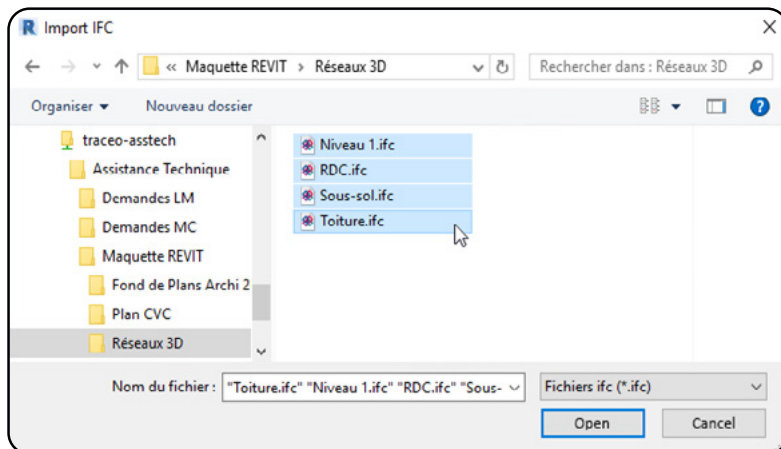 R Import IFC
« Maquette REVIT > Réseaux 3D
Rechercher dans : Réseaux 3D
Organiser
Nouveau dossier
?
traceo-asstech
Assistance Technique
Demandes LM
Demandes MC
Maquette REVIT
Fond de Plans Archi 2
Plan CVC
Réseaux 3D
Niveau 1.ifc
RDC.ifc
Sous-sol.ifc
Toiture.ifc
Nom du fichier : "Toiture.ifc" "Niveau 1.ifc" "RDC.ifc" "Sous-
Fichiers ifc (*.ifc)
Open
Cancel